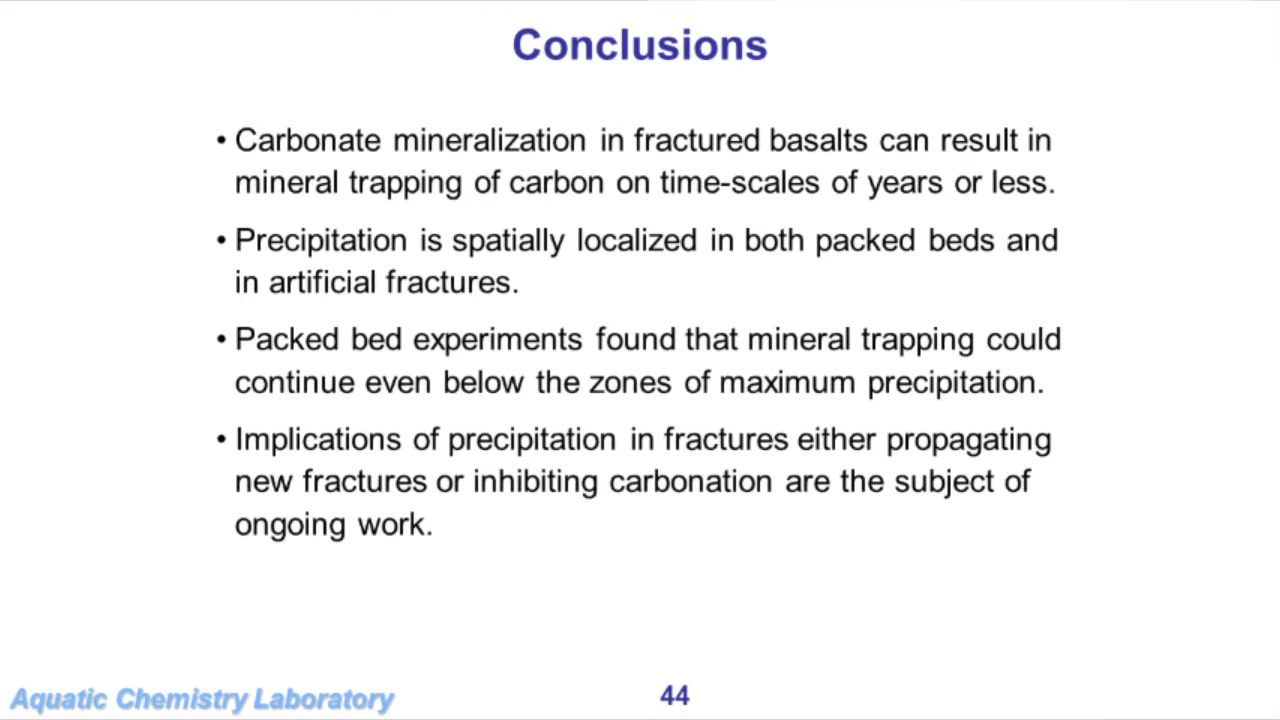 Conclusions
• Carbonate mineralization in fractured basalts can result in
mineral trapping of carbon on time-scales of years or less.
• Precipitation is spatially localized in both packed beds and
in artificial fractures.
• Packed bed experiments found that mineral trapping could
continue even below the zones of maximum precipitation.
• Implications of precipitation in fractures either propagating
new fractures or inhibiting carbonation are the subject of
ongoing work.
Aquatic Chemistry Laboratory
44